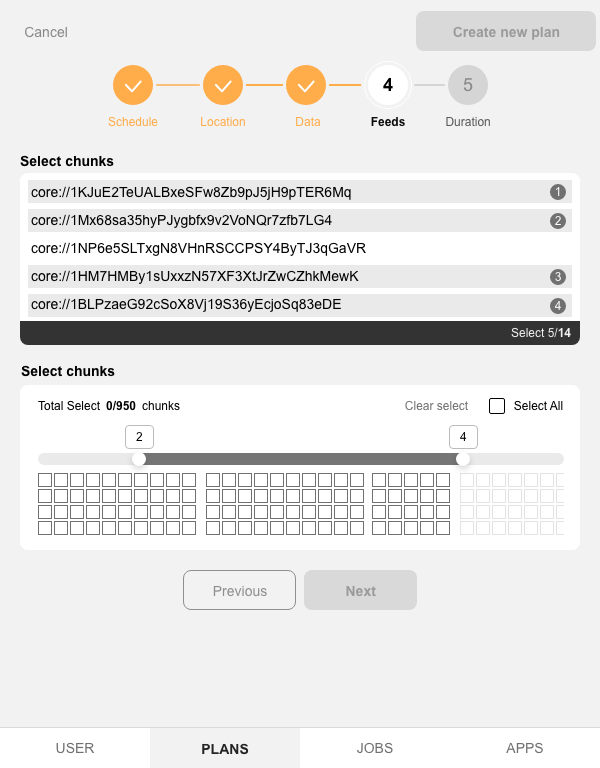 Cancel
Create new plan
4
5
Schedule
Location
Data
Feeds
Duration
Select chunks
core://1KJuE2TeUALBxeSFw8Zb9pJ5jH9pTER6Mq 1
core://1Mx68sa35hyPJygbfx9v2VoNQr7zfb7LG4 2
core://1NP6e5SLTxgN8VHnRSCCPSY4ByTJ3qGaVR
core://1HM7HMBy1sUxxzN57XF3XtJrZwCZhkMewK 3
core://1BLPzaeG92cSoX8Vj19S36yEcjoSq83eDE 4
Select 5/14
Select chunks
Total Select 0/950 chunks
Clear select
Select All
2
4
Previous
Next
USER
PLANS
JOBS
APPS